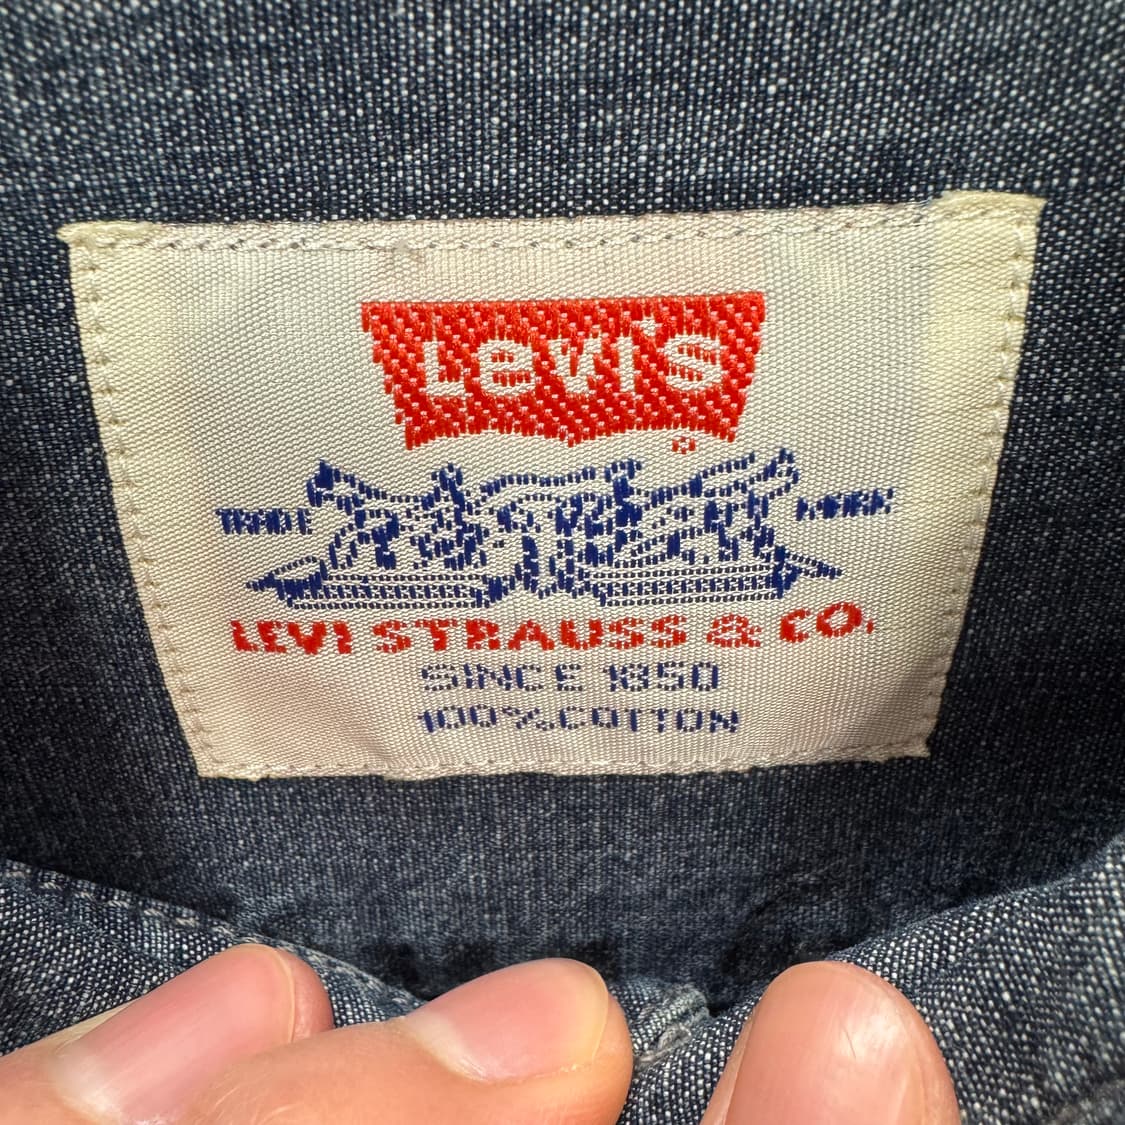 Levi's
®
TRADE MARK
LEVI STRAUSS & CO.
SINCE 1850
100% COTTON